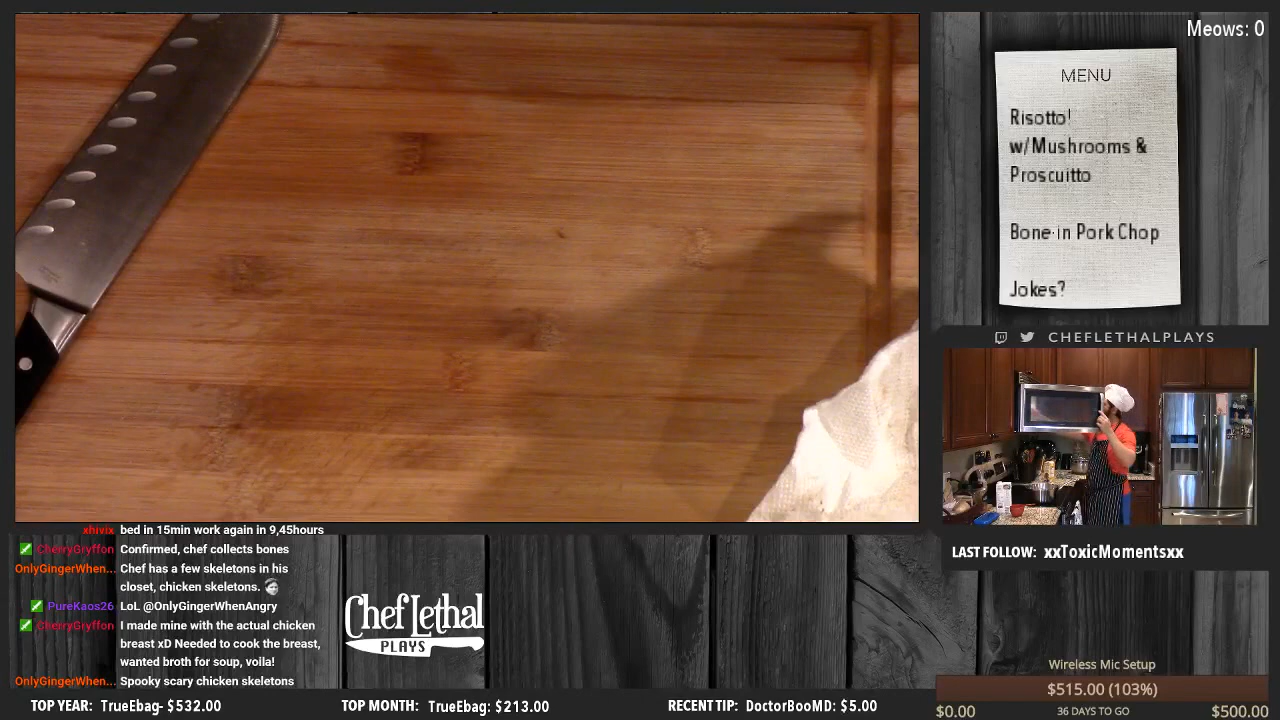 Meows: 0
MENU
Risotto!
w/Mushrooms &
Proscuitto
Bone-in Pork Chop
Jokes?
CHEFLETHALPLAYS
LAST FOLLOW: xxToxicMomentsxx
xhivix bed in 15min work again in 9,45hours
CherryGryffon Confirmed, chef collects bones
OnlyGingerWhen... Chef has a few skeletons in his
closet, chicken skeletons.
PureKaos26 LoL @OnlyGingerWhenAngry
CherryGryffon I made mine with the actual chicken
breast xD Needed to cook the breast,
wanted broth for soup, voila!
OnlyGingerWhen... Spooky scary chicken skeletons
Chef Lethal
PLAYS
Wireless Mic Setup
$515.00 (103%)
$0.00 36 DAYS TO GO $500.00
TOP YEAR: TrueEbag- $532.00
TOP MONTH: TrueEbag: $213.00
RECENT TIP: DoctorBooMD: $5.00